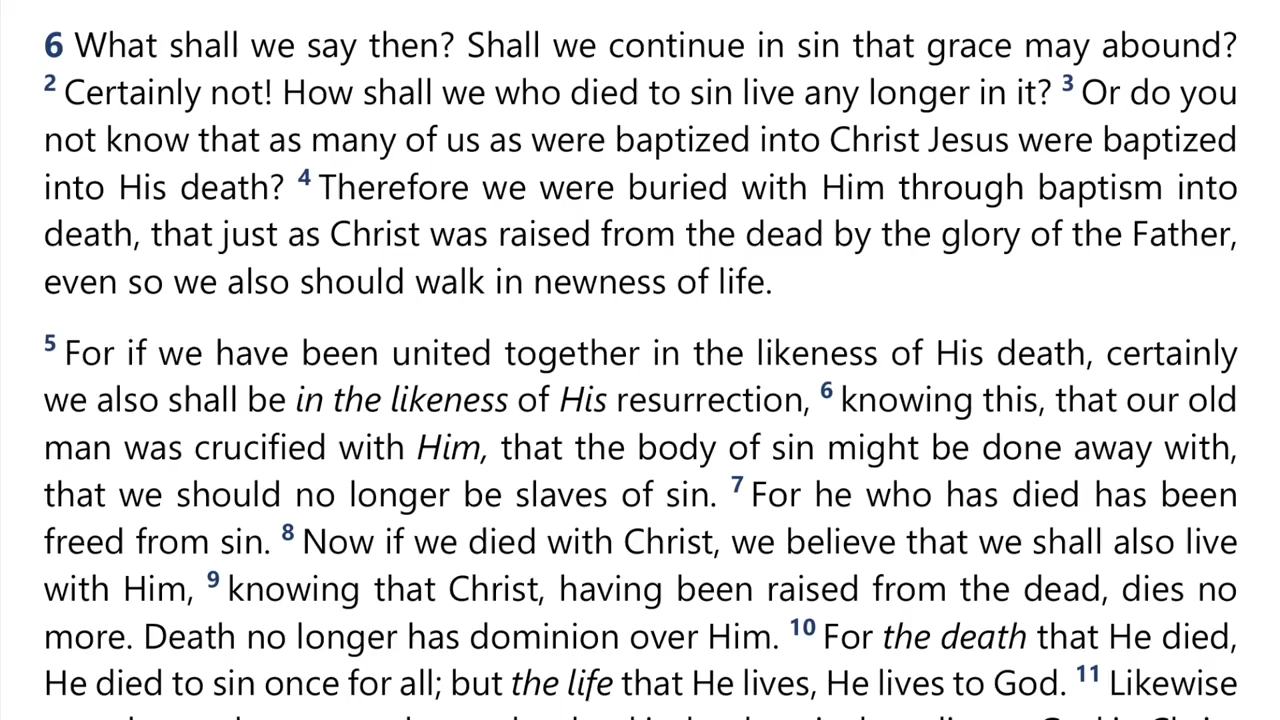 6 What shall we say then? Shall we continue in sin that grace may abound?
2 Certainly not! How shall we who died to sin live any longer in it? 3 Or do you
not know that as many of us as were baptized into Christ Jesus were baptized
into His death? 4 Therefore we were buried with Him through baptism into
death, that just as Christ was raised from the dead by the glory of the Father,
even so we also should walk in newness of life.
5 For if we have been united together in the likeness of His death, certainly
we also shall be in the likeness of His resurrection, 6 knowing this, that our old
man was crucified with Him, that the body of sin might be done away with,
that we should no longer be slaves of sin. 7 For he who has died has been
freed from sin. 8 Now if we died with Christ, we believe that we shall also live
with Him, 9 knowing that Christ, having been raised from the dead, dies no
more. Death no longer has dominion over Him. 10 For the death that He died,
He died to sin once for all; but the life that He lives, He lives to God. 11 Likewise